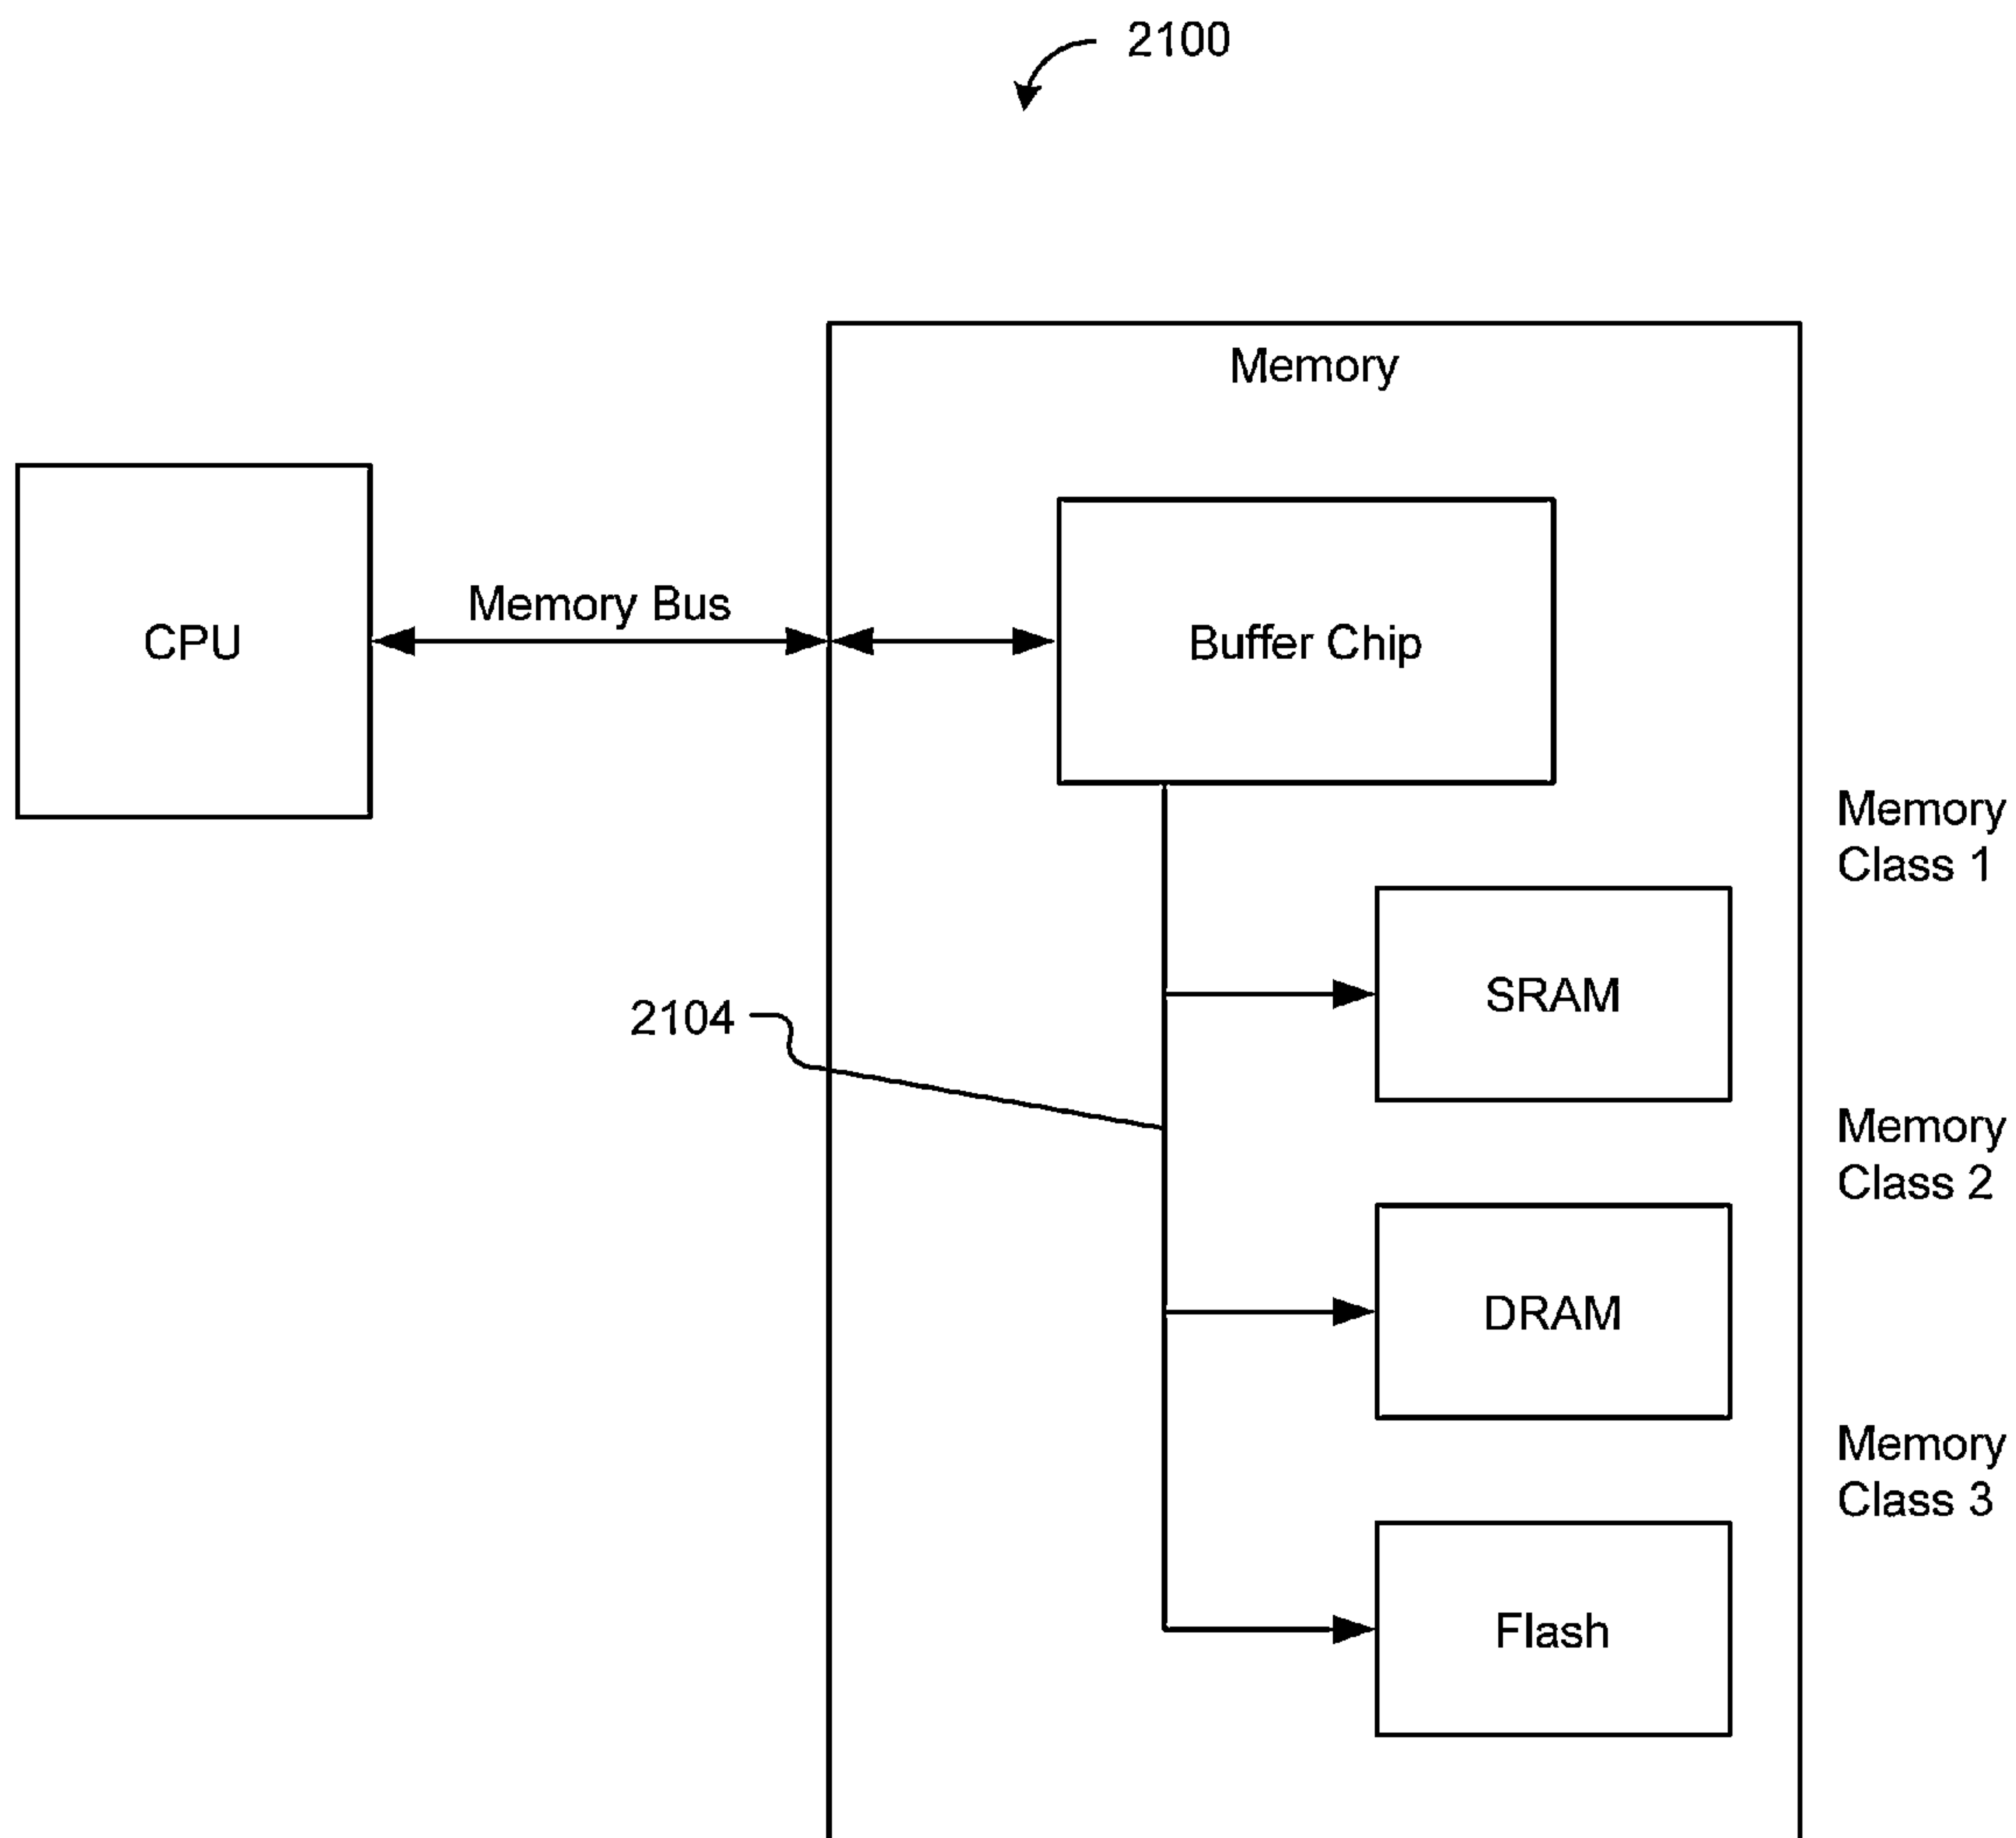 2100
Memory
CPU
Memory Bus
Buffer Chip
Memory
Class 1
SRAM
2104
Memory
Class 2
DRAM
Memory
Class 3
Flash